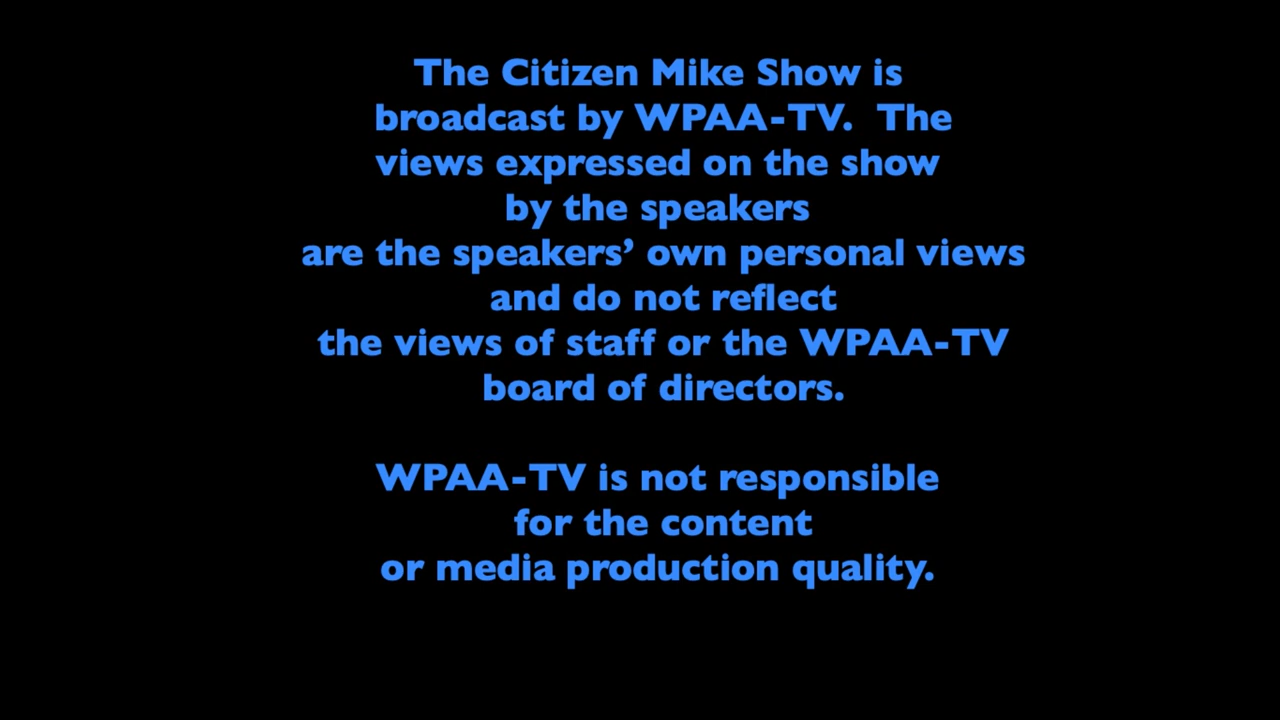 The Citizen Mike Show is
broadcast by WPAA-TV.  The
views expressed on the show
by the speakers
are the speakers’ own personal views
and do not reflect
the views of staff or the WPAA-TV
board of directors.
WPAA-TV is not responsible
for the content
or media production quality.